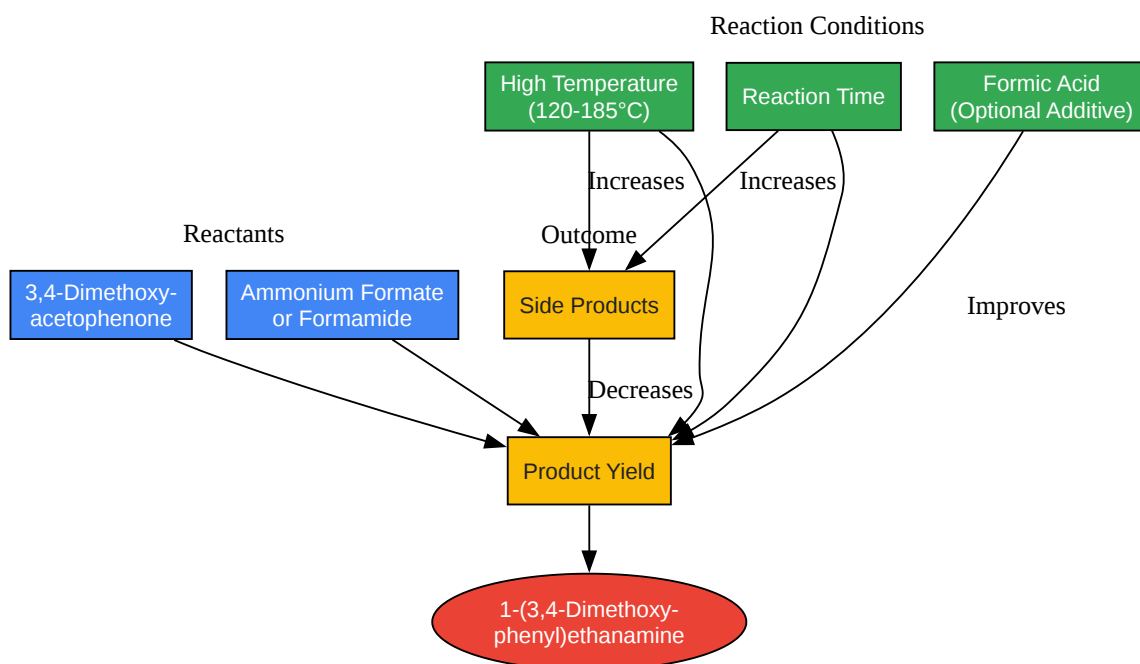 Reaction Conditions
High Temperature
(120-185°C)
Reaction Time
Formic Acid
(Optional Additive)
Increases
Increases
Reactants
Outcome
3,4-Dimethoxy-
acetophenone
Ammonium Formate
or Formamide
Side Products
Improves
Decreases
Product Yield
1-(3,4-Dimethoxy-
phenyl)ethanamine